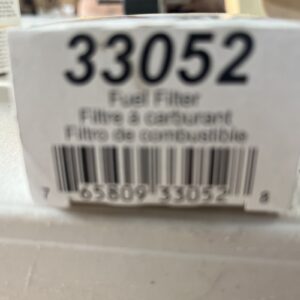 33052
Fuel Filter
Filtre à carburant
Filtro de combustible
7 65809 33052 8